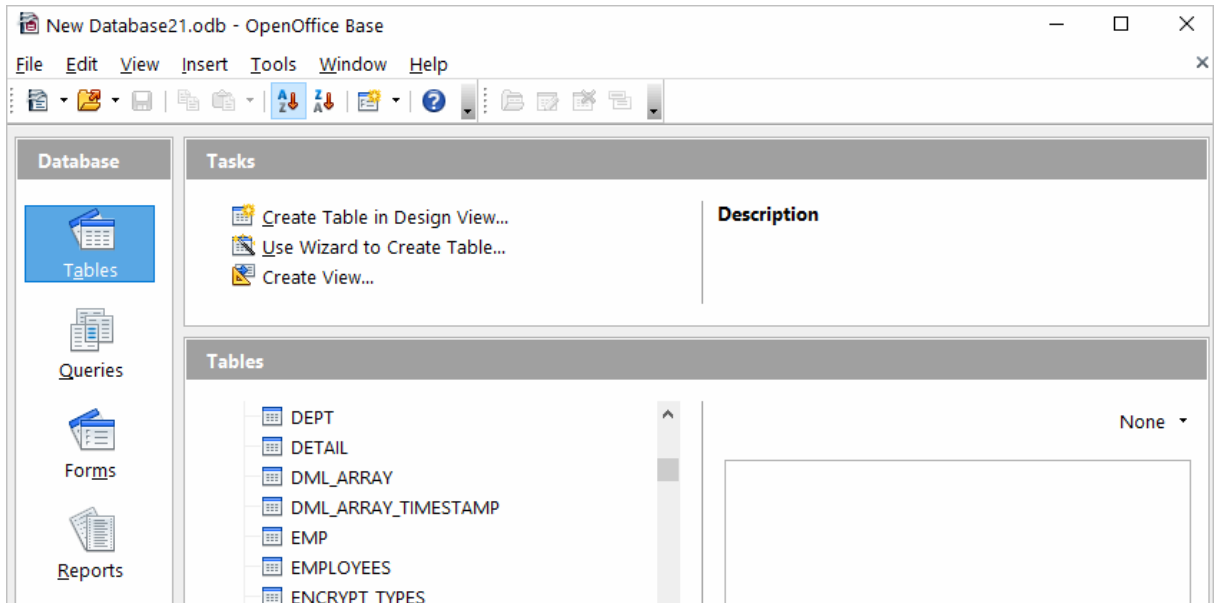 New Database21.odb - OpenOffice Base
File Edit View Insert Tools Window Help
Database
Tables
Queries
Forms
Reports
Tasks
Create Table in Design View...
Use Wizard to Create Table...
Create View...
Description
Tables
DEPT
DETAIL
DML_ARRAY
DML_ARRAY_TIMESTAMP
EMP
EMPLOYEES
ENCRYPT_TYPES
None